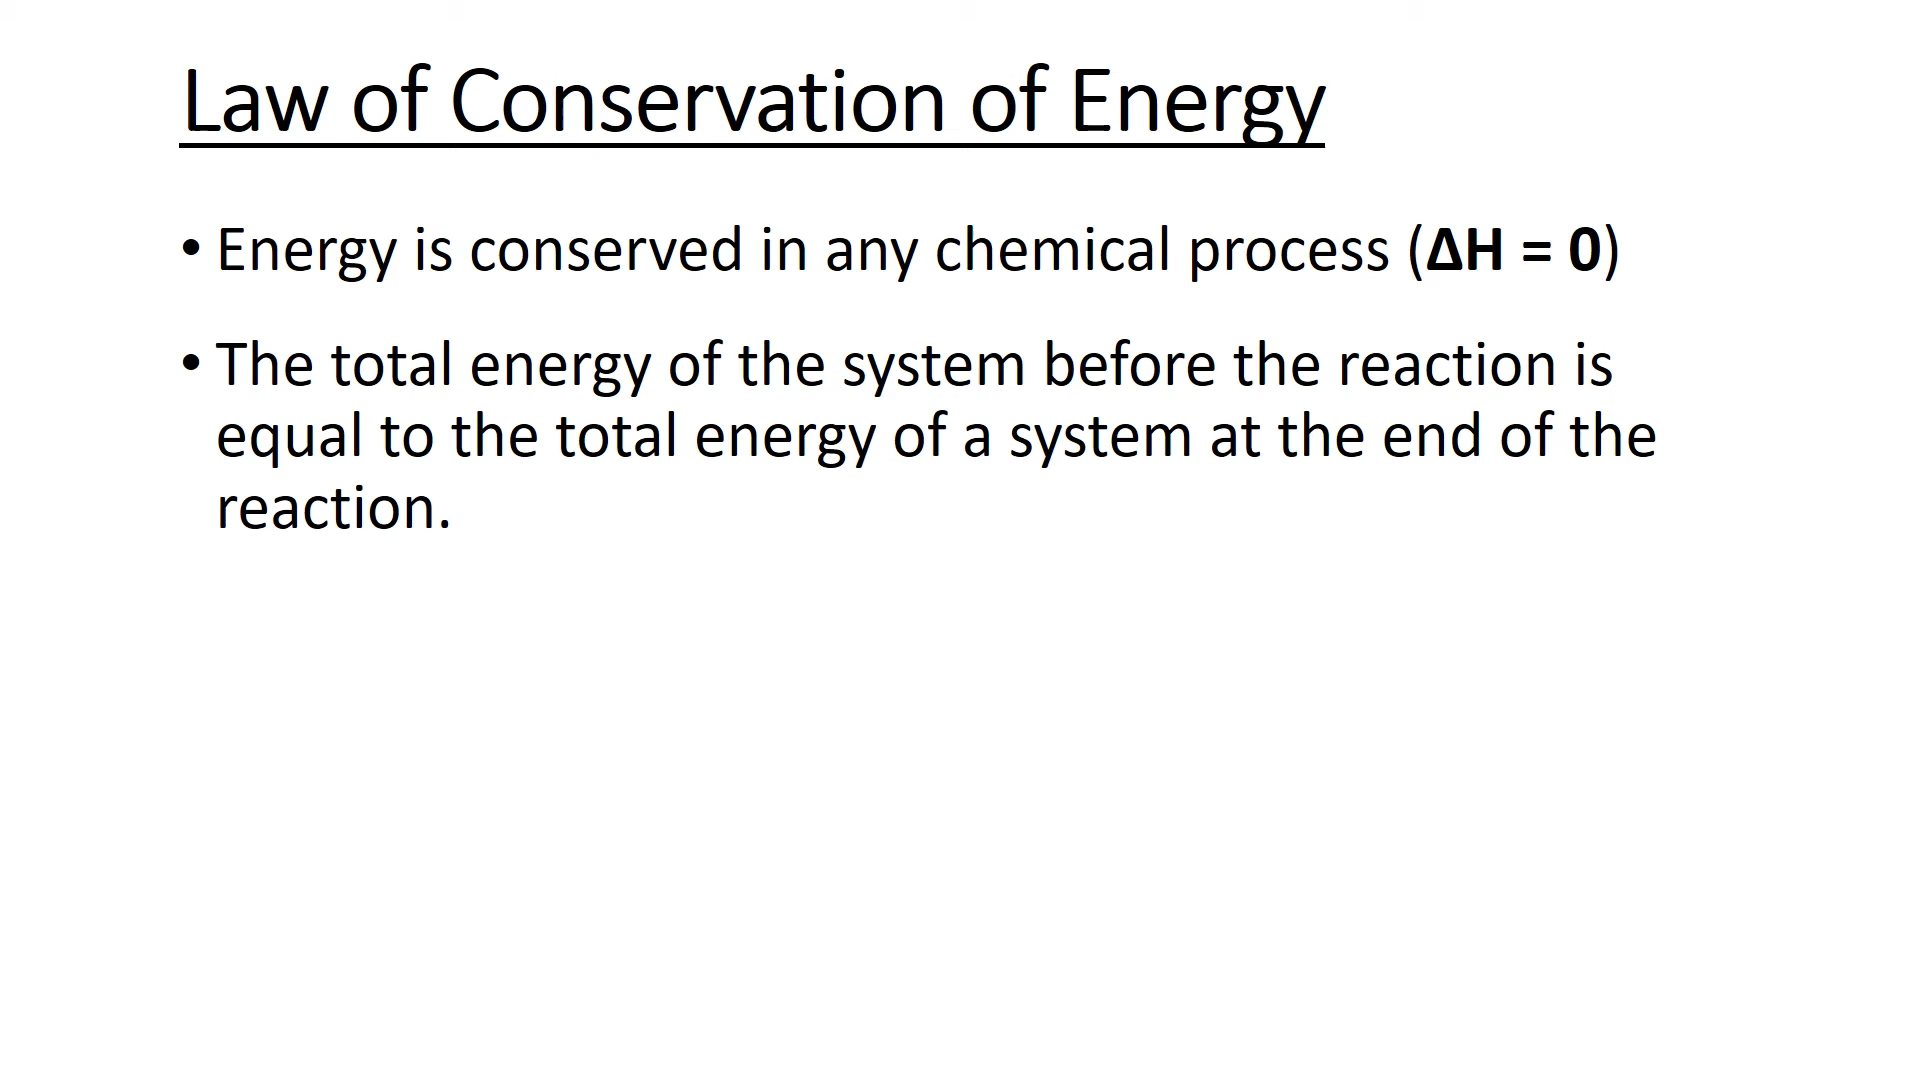 Law of Conservation of Energy
• Energy is conserved in any chemical process (ΔH = 0)
• The total energy of the system before the reaction is
equal to the total energy of a system at the end of the
reaction.